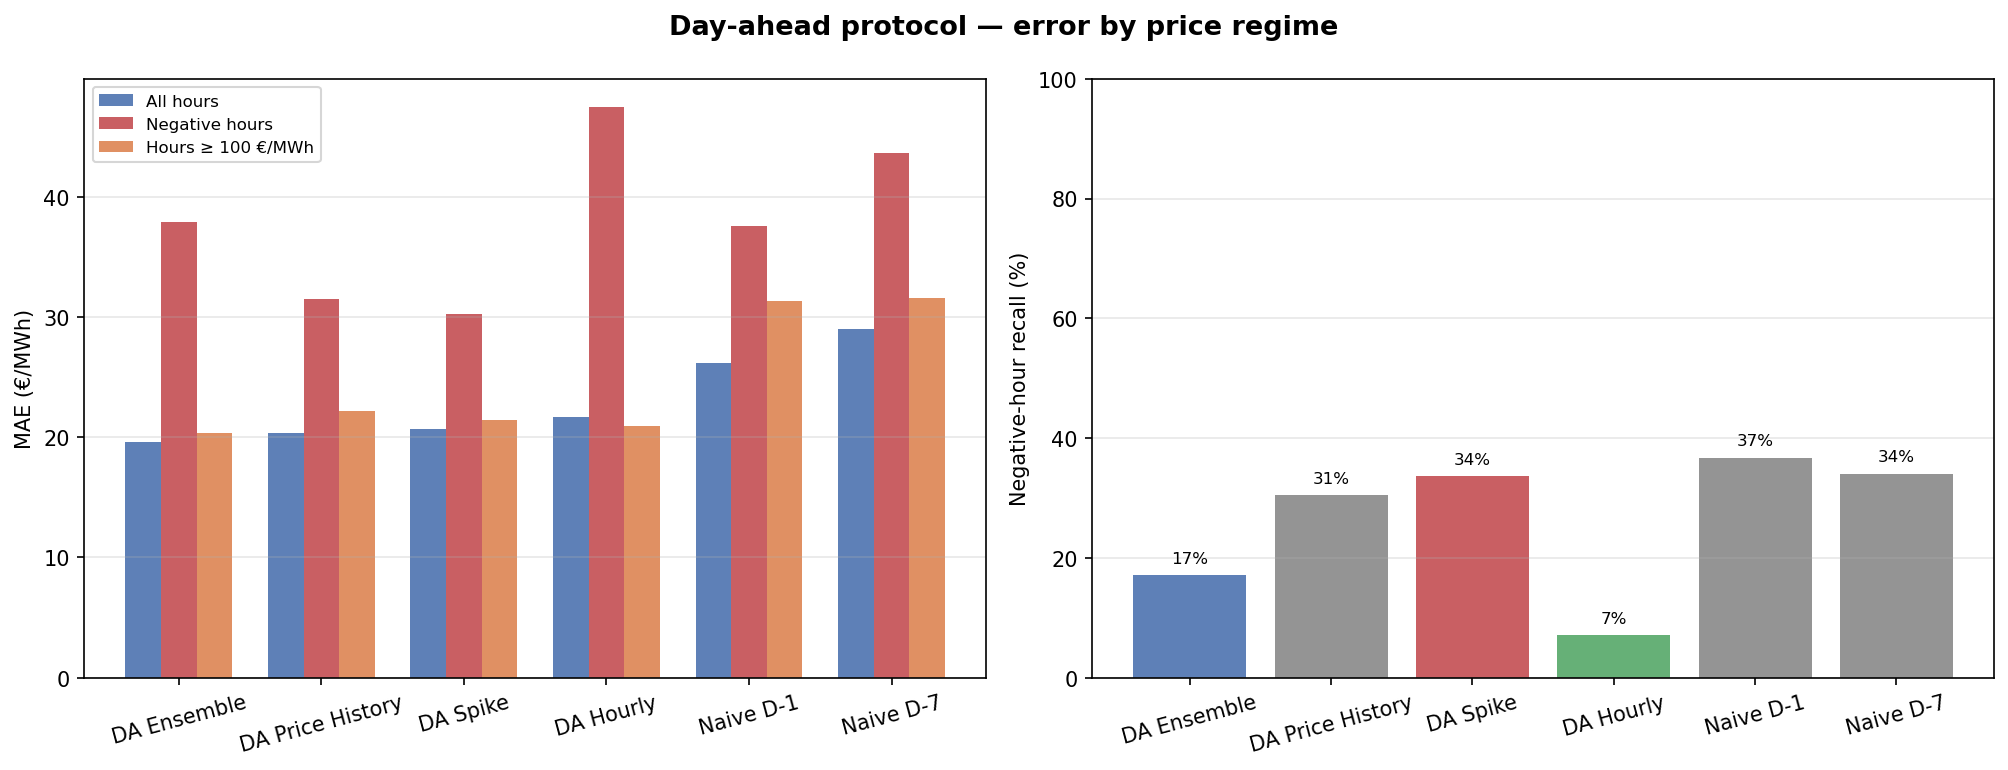 Day-ahead protocol — error by price regime
All hours
Negative hours
Hours ≥ 100 €/MWh
MAE (€/MWh)
40
30
20
10
0
DA Ensemble
DA Price History
DA Spike
DA Hourly
Naive D-1
Naive D-7
Negative-hour recall (%)
100
80
60
40
20
0
17%
31%
34%
7%
37%
34%
DA Ensemble
DA Price History
DA Spike
DA Hourly
Naive D-1
Naive D-7